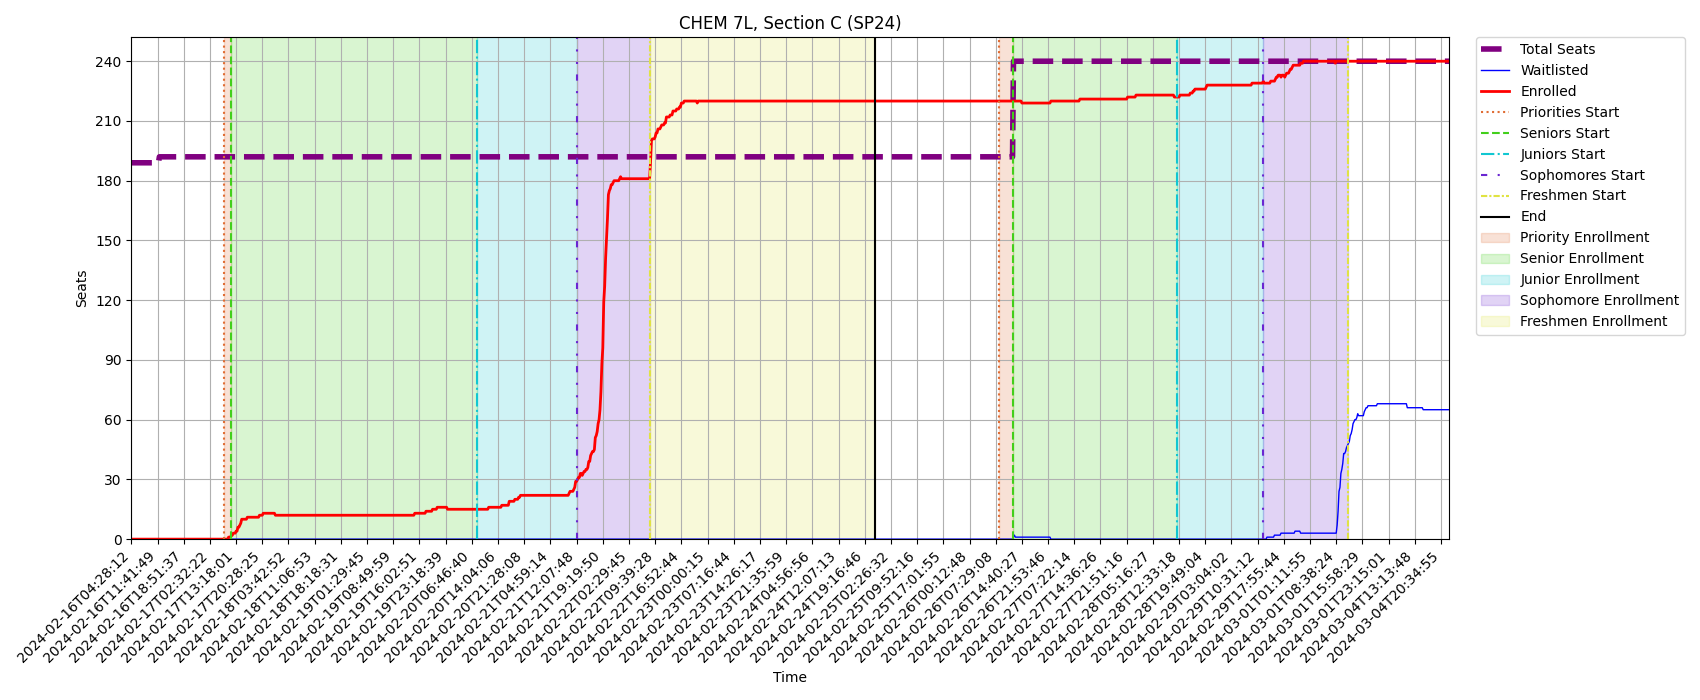 CHEM 7L, Section C (SP24)
Total Seats
Waitlisted
Enrolled
Priorities Start
Seniors Start
Juniors Start
Sophomores Start
Freshmen Start
End
Priority Enrollment
Senior Enrollment
Junior Enrollment
Sophomore Enrollment
Freshmen Enrollment
Seats
240
210
180
150
120
90
60
30
0
2024-02-16T04:28:12
2024-02-16T11:41:49
2024-02-16T18:51:37
2024-02-17T02:32:22
2024-02-17T13:18:01
2024-02-17T20:28:25
2024-02-18T03:42:52
2024-02-18T11:06:53
2024-02-18T18:18:31
2024-02-19T01:29:45
2024-02-19T08:49:59
2024-02-19T16:02:51
2024-02-19T23:18:39
2024-02-20T06:46:40
2024-02-20T14:04:06
2024-02-20T21:28:08
2024-02-21T04:59:14
2024-02-21T12:07:48
2024-02-21T19:19:50
2024-02-22T02:29:45
2024-02-22T09:39:28
2024-02-22T16:52:44
2024-02-23T00:00:15
2024-02-23T07:16:44
2024-02-23T14:26:17
2024-02-23T21:35:59
2024-02-24T04:56:56
2024-02-24T12:07:13
2024-02-24T19:16:46
2024-02-25T02:26:32
2024-02-25T09:52:16
2024-02-25T17:01:55
2024-02-26T00:12:48
2024-02-26T07:29:08
2024-02-26T14:40:27
2024-02-26T21:53:46
2024-02-27T07:22:14
2024-02-27T14:36:26
2024-02-27T21:51:16
2024-02-28T05:16:27
2024-02-28T12:33:18
2024-02-28T19:49:04
2024-02-29T03:04:02
2024-02-29T10:31:12
2024-02-29T17:55:44
2024-03-01T01:11:55
2024-03-01T08:38:24
2024-03-01T15:58:29
2024-03-01T23:15:01
2024-03-04T13:13:48
2024-03-04T20:34:55
Time